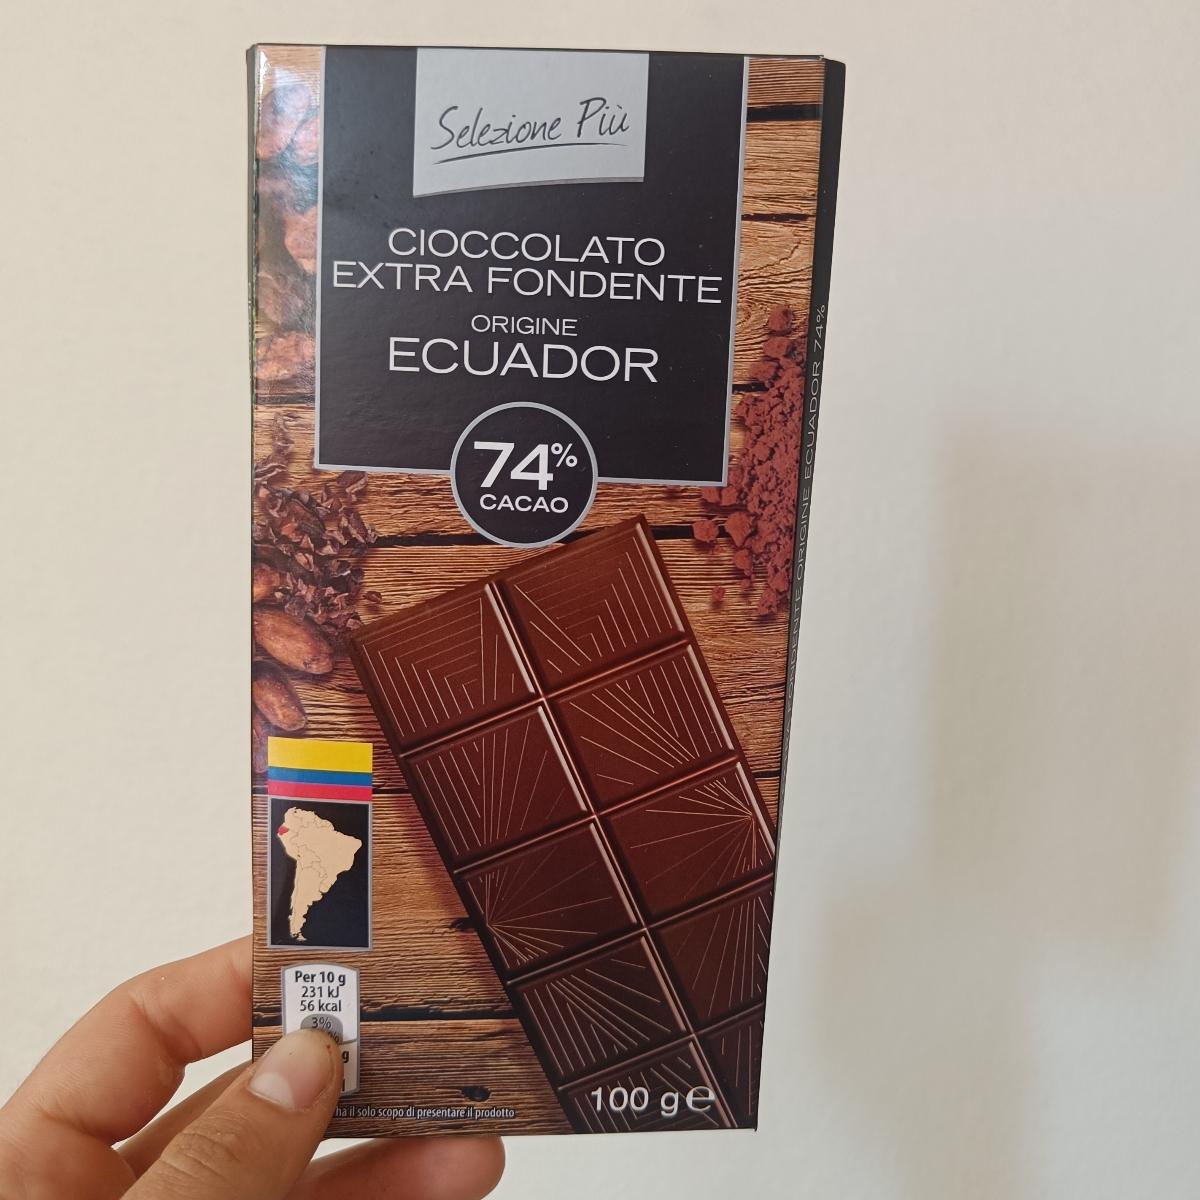 Selezione Più
CIOCCOLATO
EXTRA FONDENTE
ORIGINE
ECUADOR
74%
CACAO
Per 10 g
231 kJ
56 kcal
3%
ha il solo scopo di presentare il prodotto
100 g ℮
FONDENTE ORIGINE ECUADOR 74%